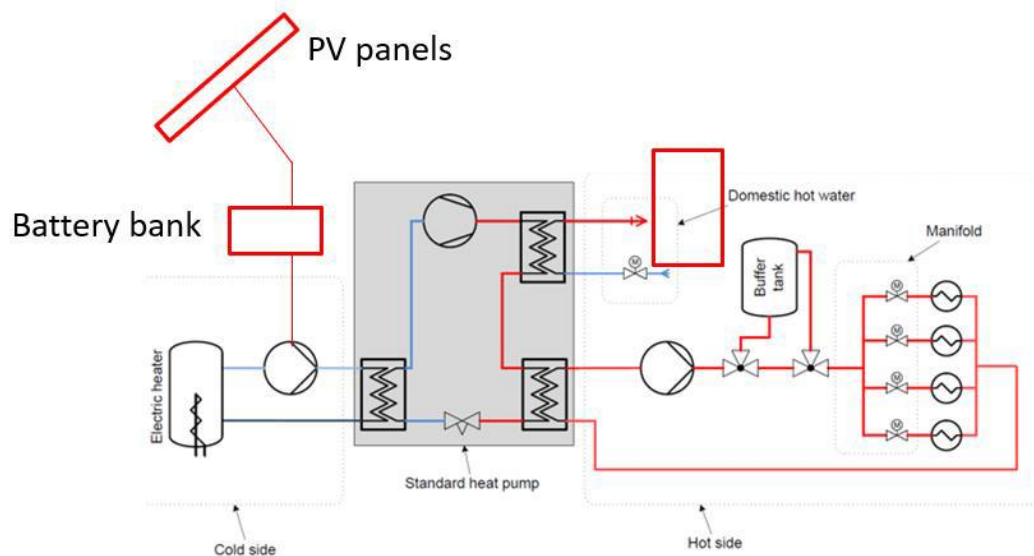 PV panels
Battery bank
Domestic hot water
Manifold
M
Buffer
tank
M
M
M
M
Electric heater
Standard heat pump
Cold side
Hot side